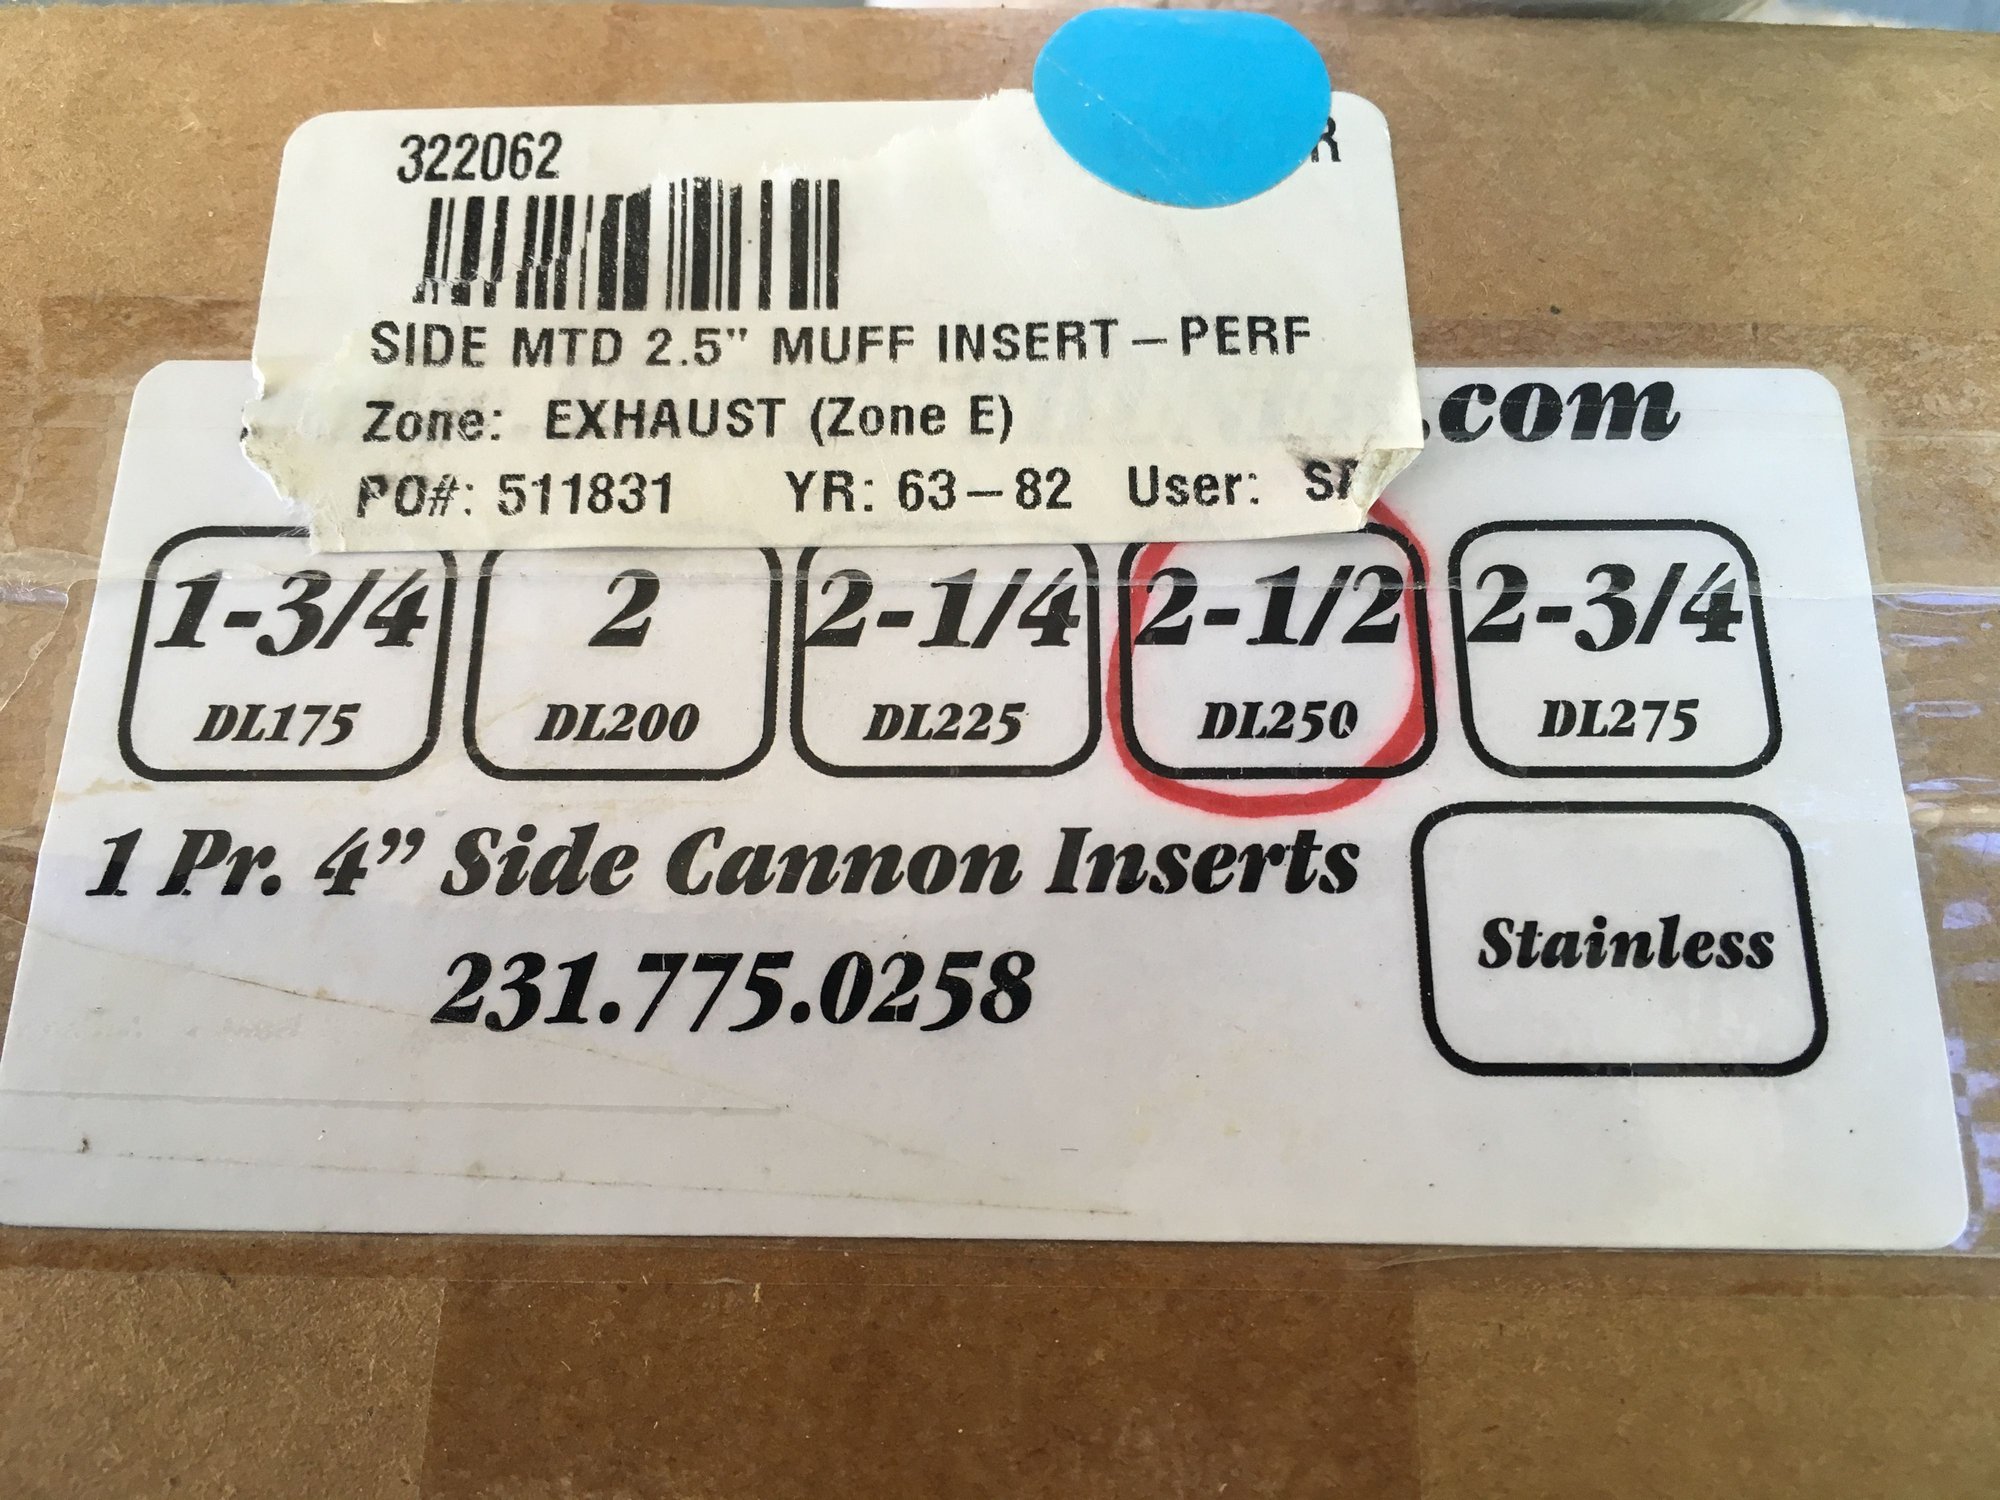 322062
SIDE MTD 2.5" MUFF INSERT-PERF
Zone: EXHAUST (Zone E)
PO#: 511831 YR: 63-82 User:
.com
1-3/4 2 2-1/4 2-1/2 2-3/4
DL175 DL200 DL225 DL250 DL275
1 Pr. 4" Side Cannon Inserts
Stainless
231.775.0258